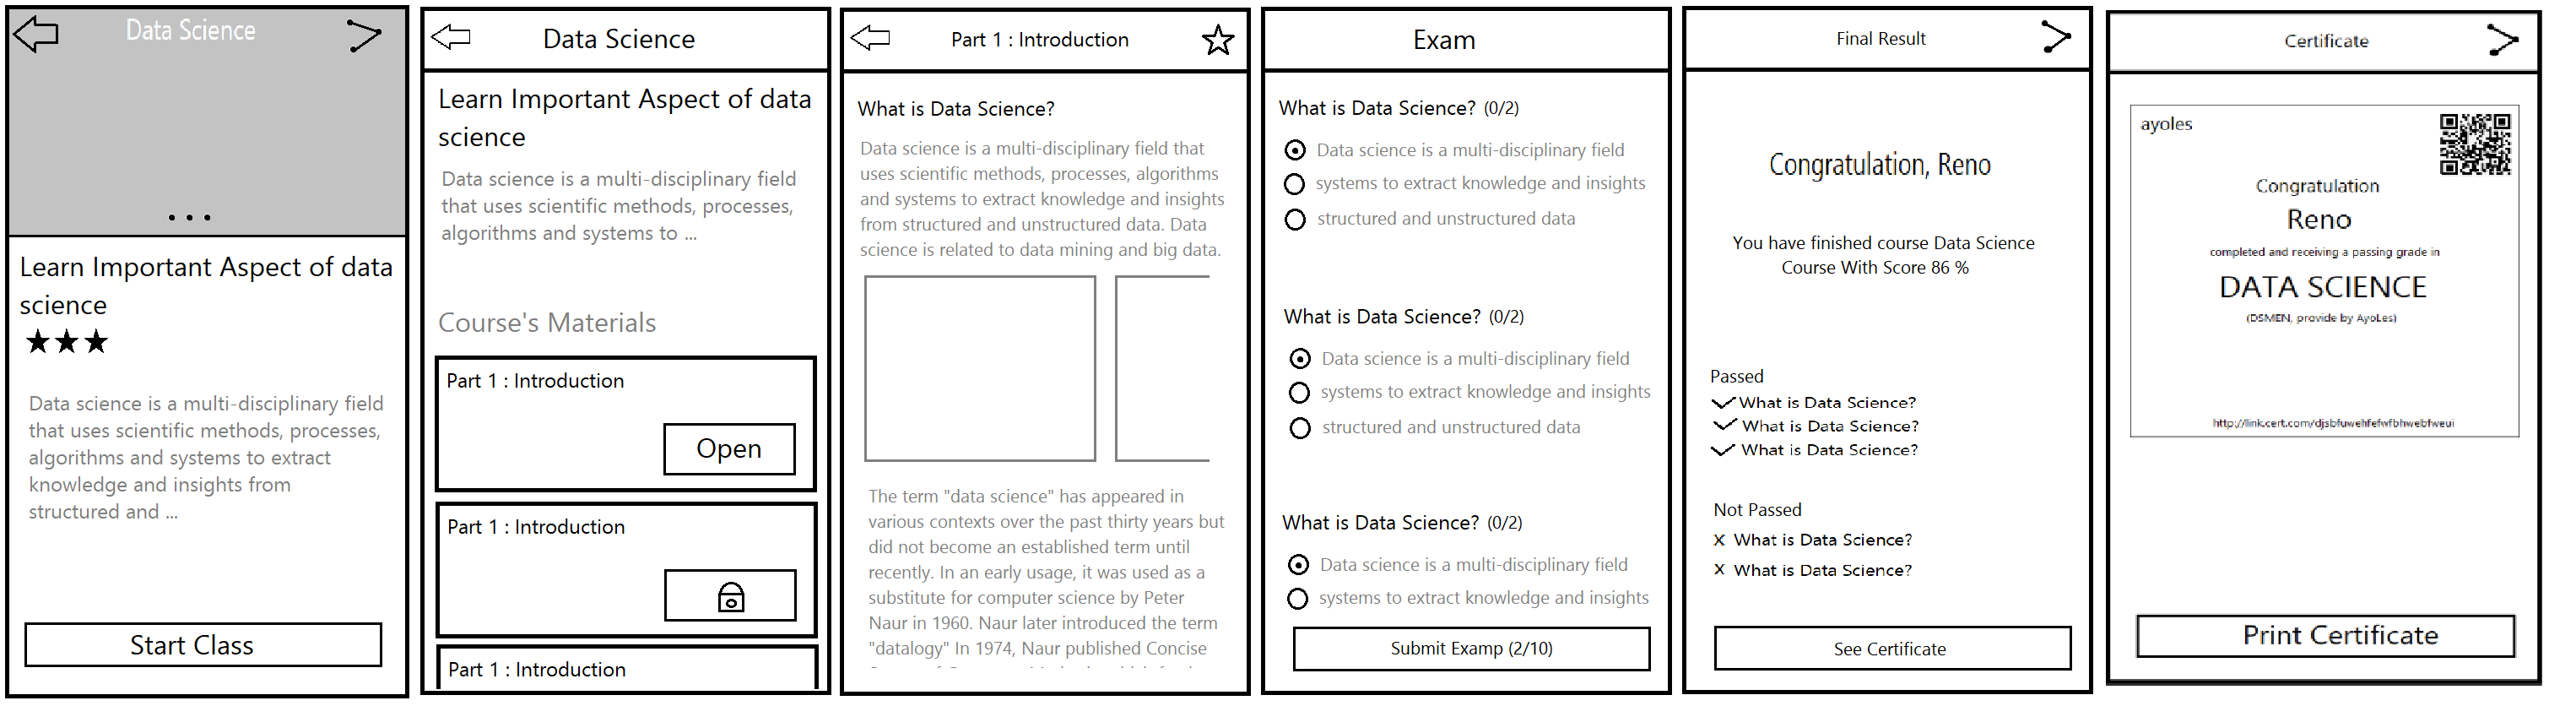 Data Science
Learn Important Aspect of data
science
Data science is a multi-disciplinary field
that uses scientific methods, processes,
algorithms and systems to extract
knowledge and insights from
structured and ...
Start Class
Data Science
Learn Important Aspect of data
science
Data science is a multi-disciplinary field
that uses scientific methods, processes,
algorithms and systems to ...
Course's Materials
Part 1 : Introduction
Open
Part 1 : Introduction
Part 1 : Introduction
Part 1 : Introduction
What is Data Science?
Data science is a multi-disciplinary field that
uses scientific methods, processes, algorithms
and systems to extract knowledge and insights
from structured and unstructured data. Data
science is related to data mining and big data.
The term "data science" has appeared in
various contexts over the past thirty years but
did not become an established term until
recently. In an early usage, it was used as a
substitute for computer science by Peter
Naur in 1960. Naur later introduced the term
"datalogy" In 1974, Naur published Concise
Exam
What is Data Science? (0/2)
Data science is a multi-disciplinary field
systems to extract knowledge and insights
structured and unstructured data
What is Data Science? (0/2)
Data science is a multi-disciplinary field
systems to extract knowledge and insights
structured and unstructured data
What is Data Science? (0/2)
Data science is a multi-disciplinary field
systems to extract knowledge and insights
Submit Examp (2/10)
Final Result
Congratulation, Reno
You have finished course Data Science
Course With Score 86 %
Passed
What is Data Science?
What is Data Science?
What is Data Science?
Not Passed
x What is Data Science?
x What is Data Science?
See Certificate
Certificate
ayoles
Congratulation
Reno
completed and receiving a passing grade in
DATA SCIENCE
(DSMEN, provide by AyoLes)
http://link.cert.com/djsbfuwehfefwfbhwebfweui
Print Certificate